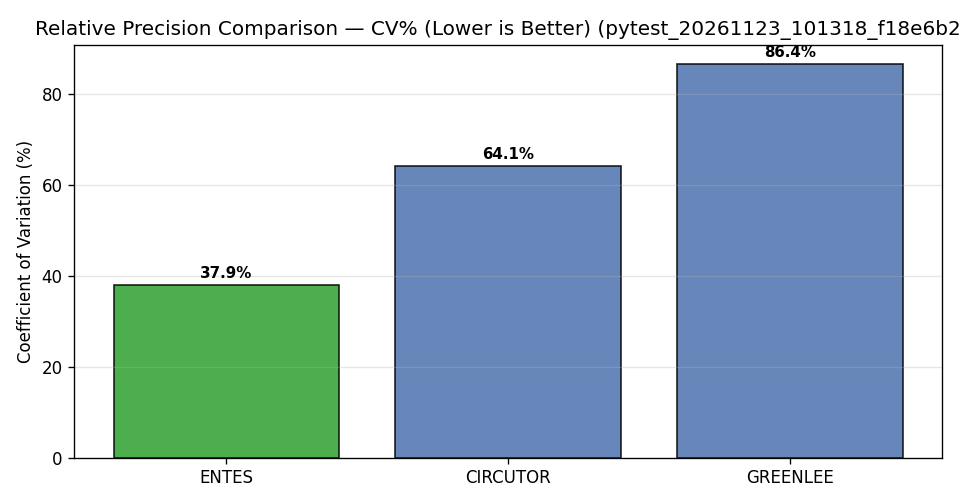 Relative Precision Comparison — CV% (Lower is Better) (pytest_20261123_101318_f18e6b2
86.4%
80
64.1%
60
37.9%
40
20
0
Coefficient of Variation (%)
ENTES CIRCUTOR GREENLEE